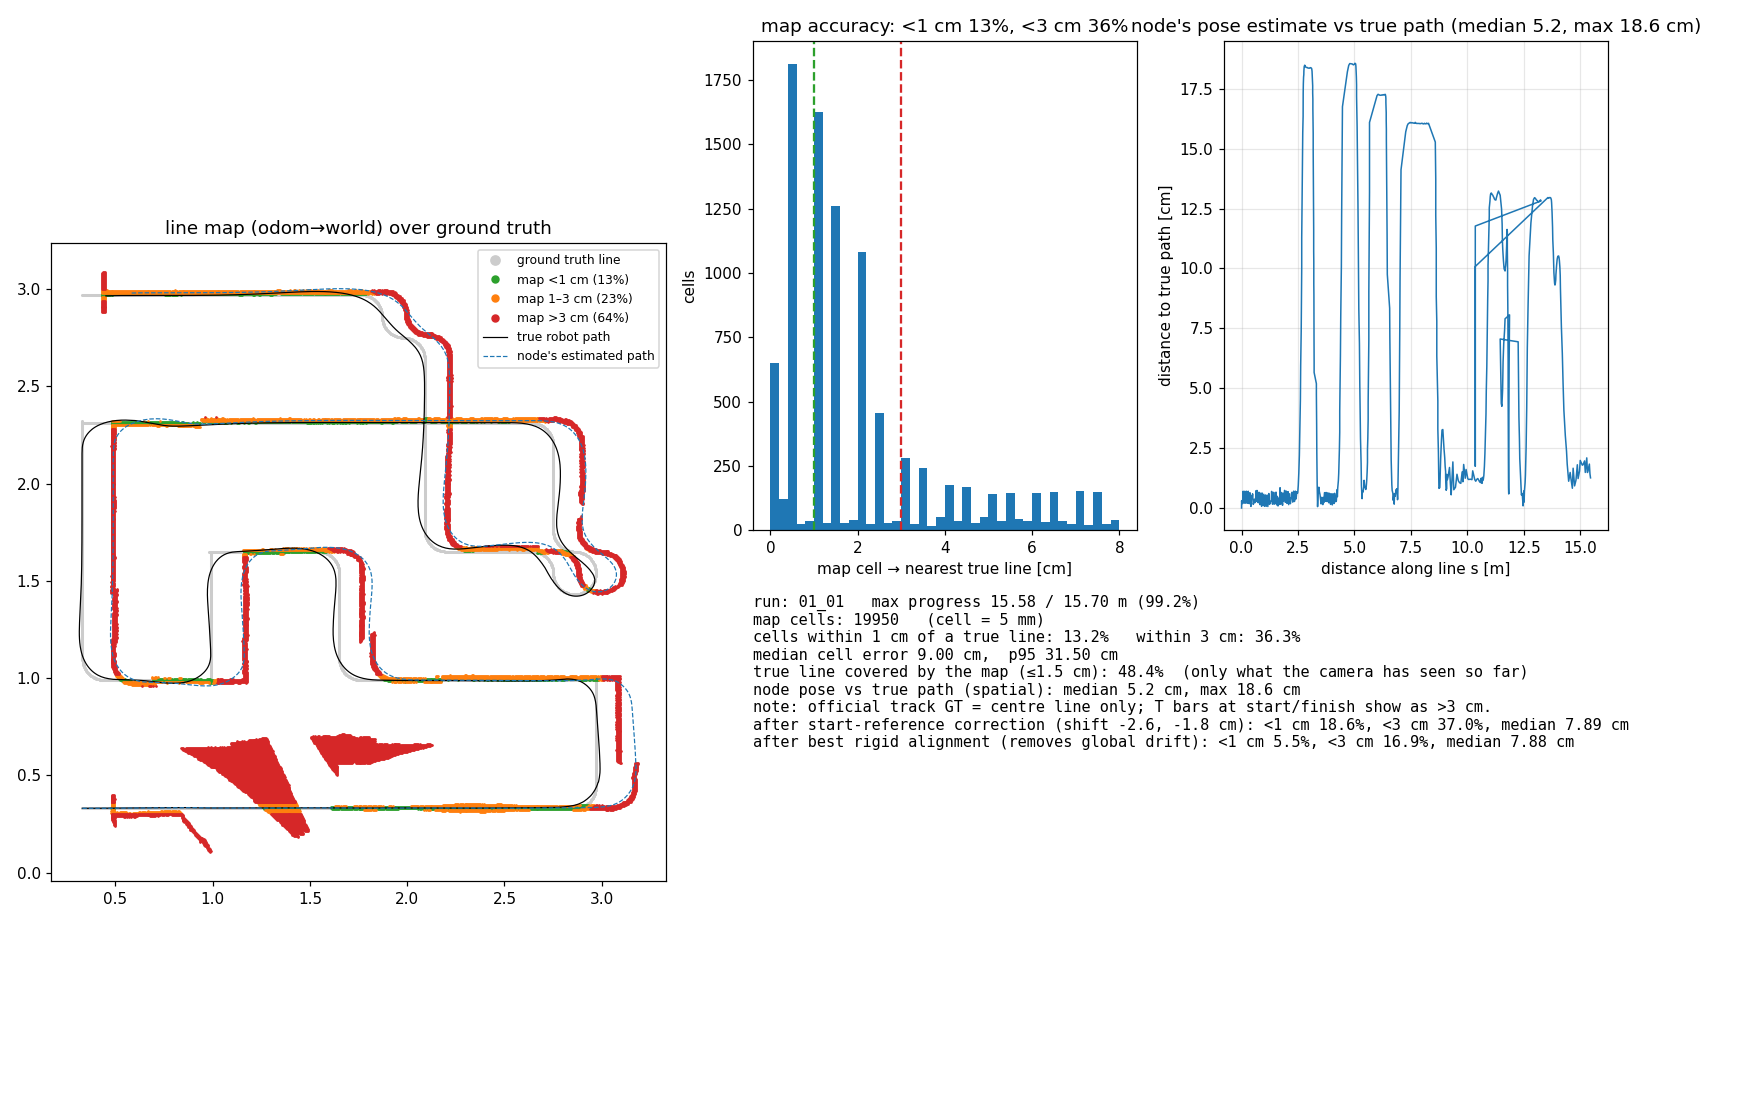 map accuracy: <1 cm 13%, <3 cm 36%
node's pose estimate vs true path (median 5.2, max 18.6 cm)
line map (odom→world) over ground truth
ground truth line
map <1 cm (13%)
map 1–3 cm (23%)
map >3 cm (64%)
true robot path
node's estimated path
3.0
2.5
2.0
1.5
1.0
0.5
0.0
0.5
1.0
1.5
2.0
2.5
3.0
cells
1750
1500
1250
1000
750
500
250
0
0
2
4
6
8
map cell → nearest true line [cm]
distance to true path [cm]
17.5
15.0
12.5
10.0
7.5
5.0
2.5
0.0
0.0
2.5
5.0
7.5
10.0
12.5
15.0
distance along line s [m]
run: 01_01   max progress 15.58 / 15.70 m (99.2%)
map cells: 19950   (cell = 5 mm)
cells within 1 cm of a true line: 13.2%   within 3 cm: 36.3%
median cell error 9.00 cm,  p95 31.50 cm
true line covered by the map (≤1.5 cm): 48.4%  (only what the camera has seen so far)
node pose vs true path (spatial): median 5.2 cm, max 18.6 cm
note: official track GT = centre line only; T bars at start/finish show as >3 cm.
after start-reference correction (shift -2.6, -1.8 cm): <1 cm 18.6%, <3 cm 37.0%, median 7.89 cm
after best rigid alignment (removes global drift): <1 cm 5.5%, <3 cm 16.9%, median 7.88 cm